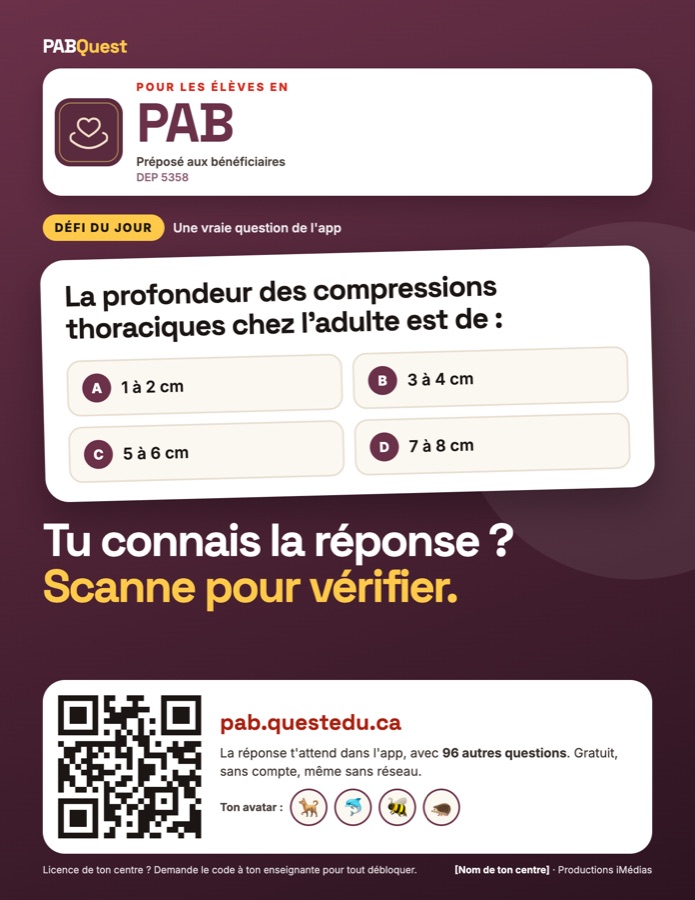 PABQuest
POUR LES ÉLÈVES EN
PAB
Préposé aux bénéficiaires
DEP 5358
DÉFI DU JOUR Une vraie question de l'app
La profondeur des compressions
thoraciques chez l'adulte est de :
A 1 à 2 cm
B 3 à 4 cm
C 5 à 6 cm
D 7 à 8 cm
Tu connais la réponse ?
Scanne pour vérifier.
pab.questedu.ca
La réponse t'attend dans l'app, avec 96 autres questions. Gratuit,
sans compte, même sans réseau.
Ton avatar :
Licence de ton centre ? Demande le code à ton enseignante pour tout débloquer.
[Nom de ton centre] · Productions iMédias